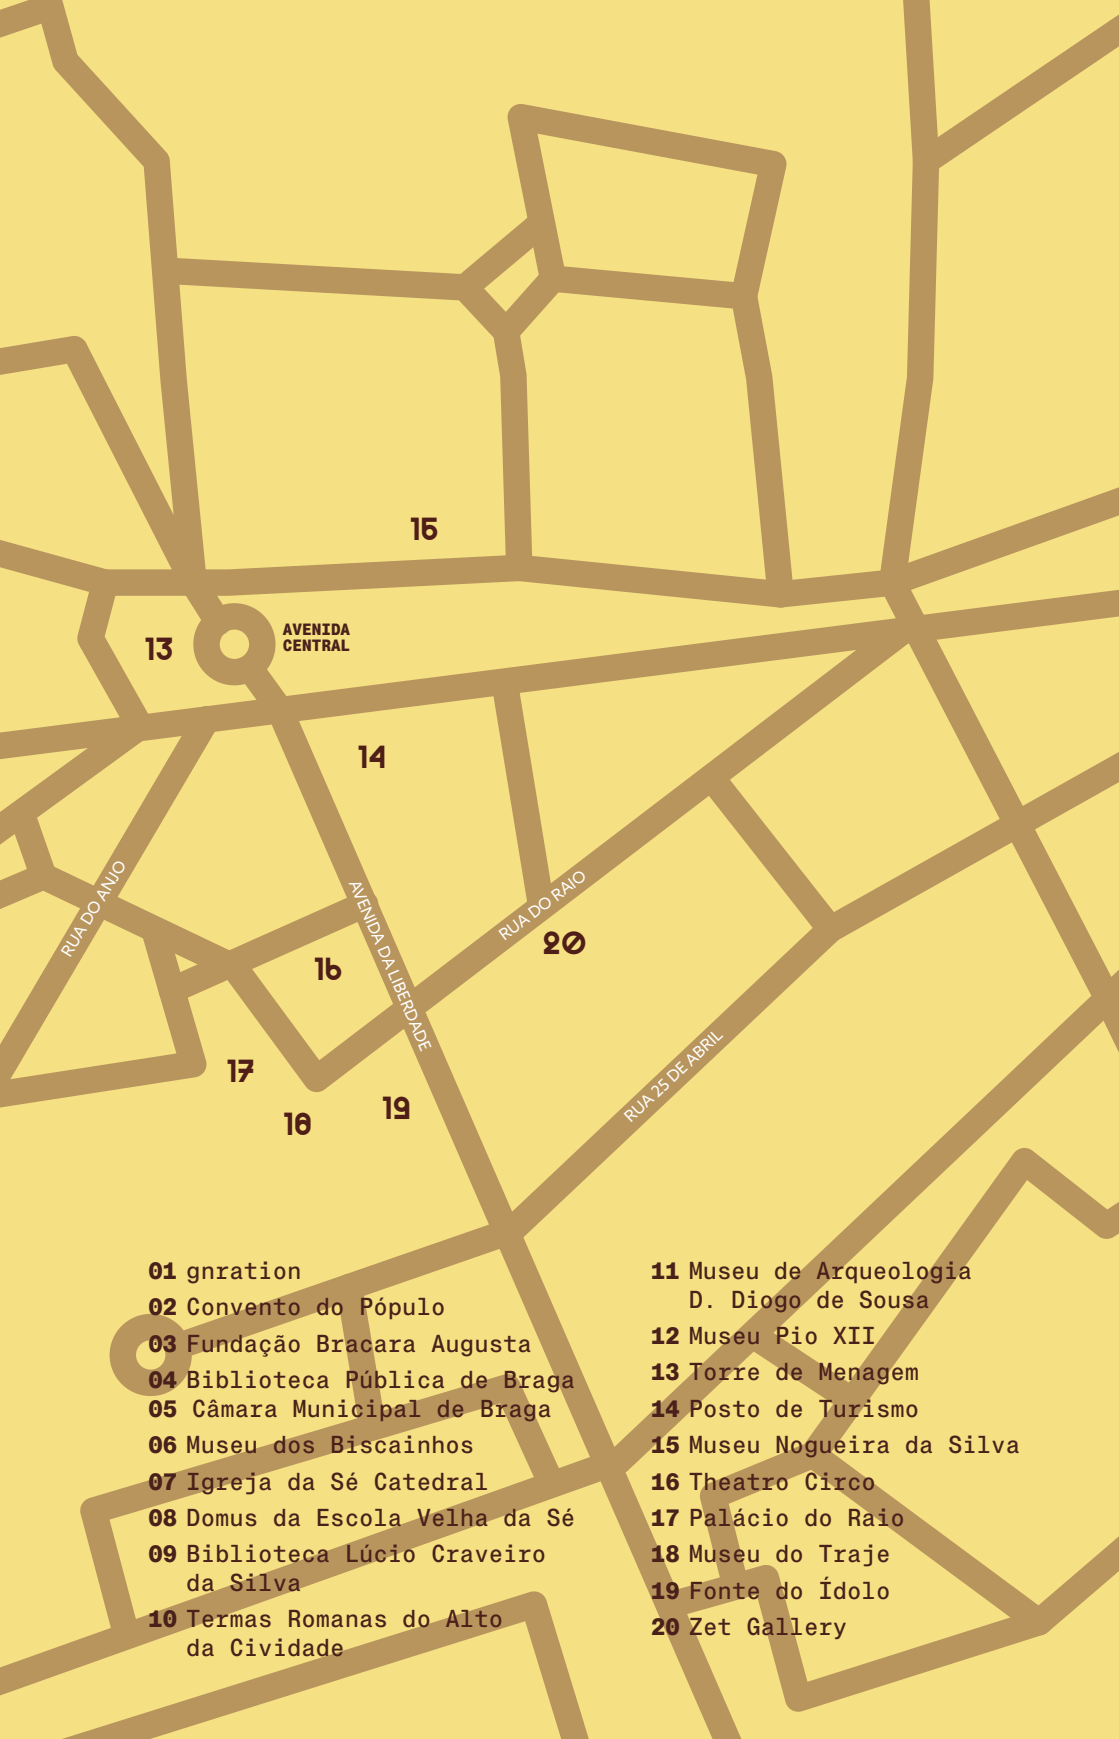 15
AVENIDA
CENTRAL
13
14
RUA DO ANJO
AVENIDA DA LIBERDADE
RUA DO RAIO
20
16
17
18
19
RUA 25 DE ABRIL
01 gnration
02 Convento do Pópulo
03 Fundação Bracara Augusta
04 Biblioteca Pública de Braga
05 Câmara Municipal de Braga
06 Museu dos Biscainhos
07 Igreja da Sé Catedral
08 Domus da Escola Velha da Sé
09 Biblioteca Lúcio Craveiro
da Silva
10 Termas Romanas do Alto
da Cividade
11 Museu de Arqueologia
D. Diogo de Sousa
12 Museu Pio XII
13 Torre de Menagem
14 Posto de Turismo
15 Museu Nogueira da Silva
16 Theatro Circo
17 Palácio do Raio
18 Museu do Traje
19 Fonte do Ídolo
20 Zet Gallery